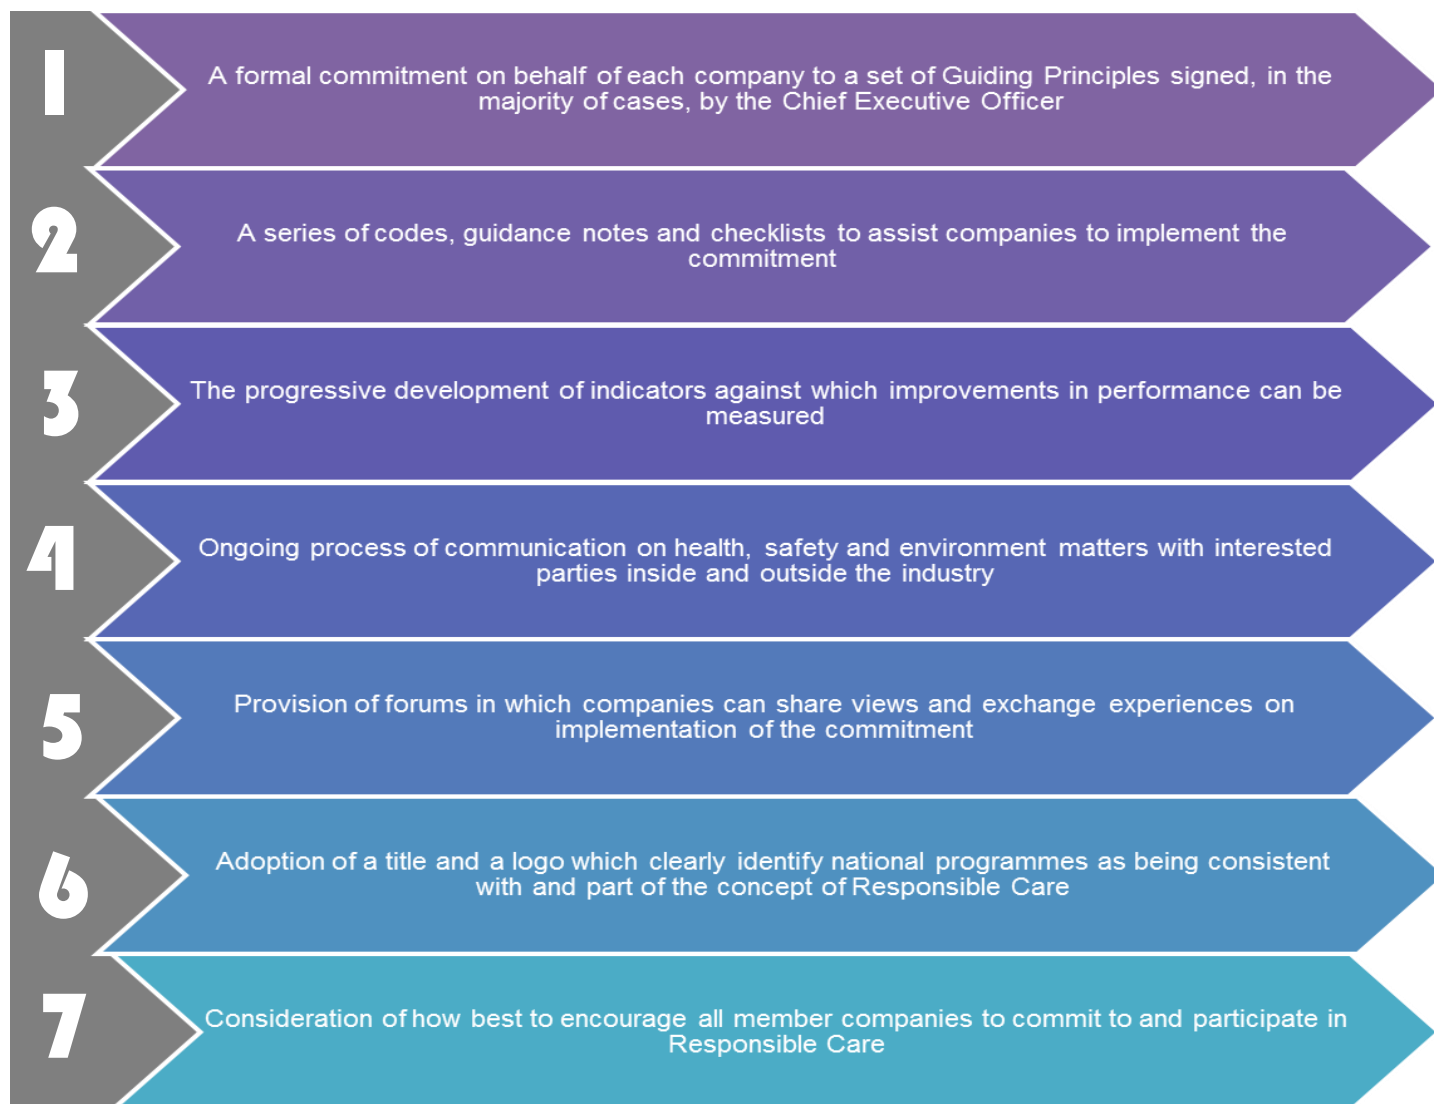 1
A formal commitment on behalf of each company to a set of Guiding Principles signed, in the
majority of cases, by the Chief Executive Officer
2
A series of codes, guidance notes and checklists to assist companies to implement the
commitment
3
The progressive development of indicators against which improvements in performance can be
measured
4
Ongoing process of communication on health, safety and environment matters with interested
parties inside and outside the industry
5
Provision of forums in which companies can share views and exchange experiences on
implementation of the commitment
6
Adoption of a title and a logo which clearly identify national programmes as being consistent
with and part of the concept of Responsible Care
7
Consideration of how best to encourage all member companies to commit to and participate in
Responsible Care